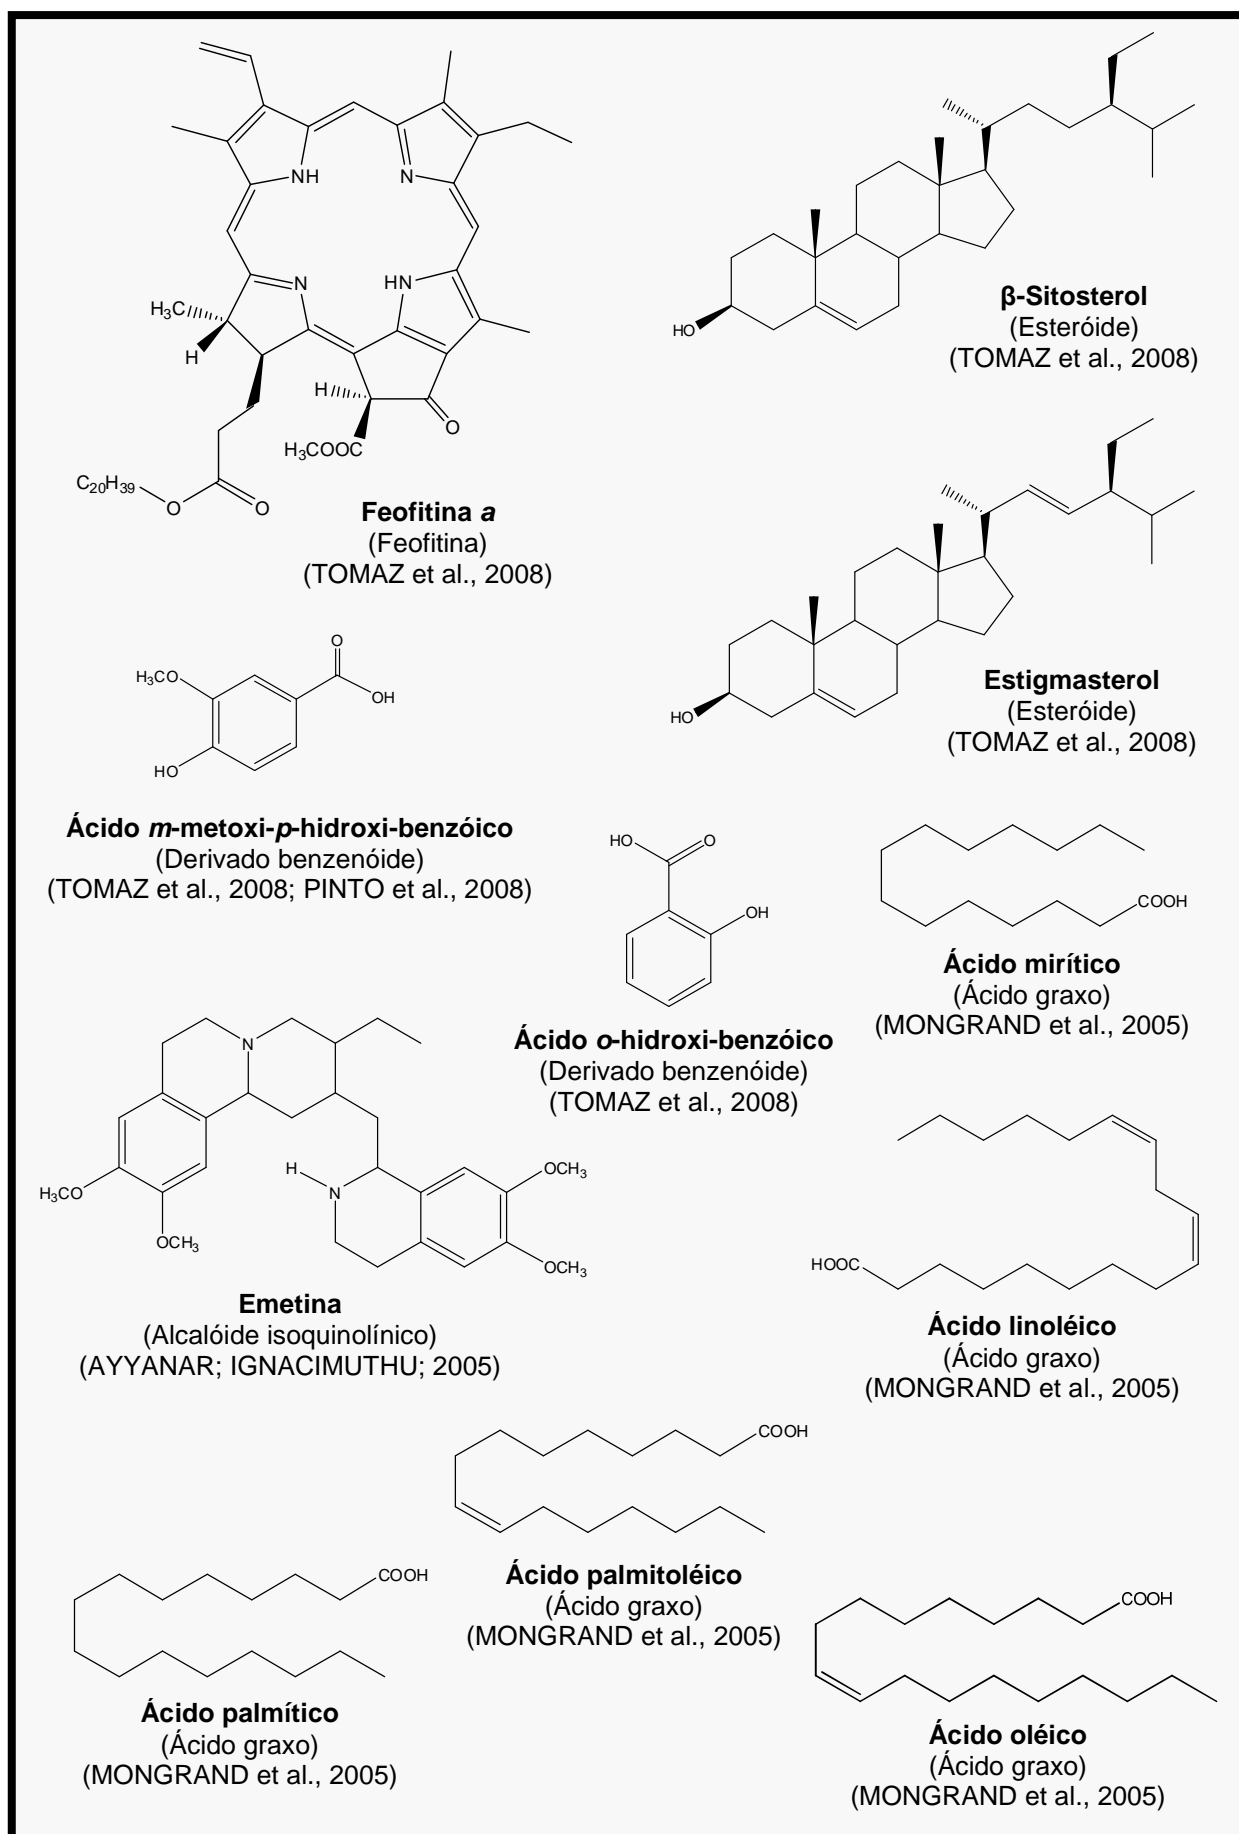 NH
N
N
HN
H₃C
H
H
H₃COOC
O
C₂₀H₃₉
O
O
Feofitina a
(Feofitina)
(TOMAZ et al., 2008)
HO
β-Sitosterol
(Esteróide)
(TOMAZ et al., 2008)
HO
Estigmasterol
(Esteróide)
(TOMAZ et al., 2008)
O
H₃CO
OH
HO
Ácido m-metoxi-p-hidroxi-benzóico
(Derivado benzenóide)
(TOMAZ et al., 2008; PINTO et al., 2008)
HO
O
OH
Ácido o-hidroxi-benzóico
(Derivado benzenóide)
(TOMAZ et al., 2008)
COOH
Ácido mirítico
(Ácido graxo)
(MONGRAND et al., 2005)
N
H
N
H₃CO
OCH₃
OCH₃
OCH₃
Emetina
(Alcalóide isoquinolínico)
(AYYANAR; IGNACIMUTHU; 2005)
HOOC
Ácido linoléico
(Ácido graxo)
(MONGRAND et al., 2005)
COOH
Ácido palmitoléico
(Ácido graxo)
(MONGRAND et al., 2005)
COOH
Ácido palmítico
(Ácido graxo)
(MONGRAND et al., 2005)
COOH
Ácido oléico
(Ácido graxo)
(MONGRAND et al., 2005)